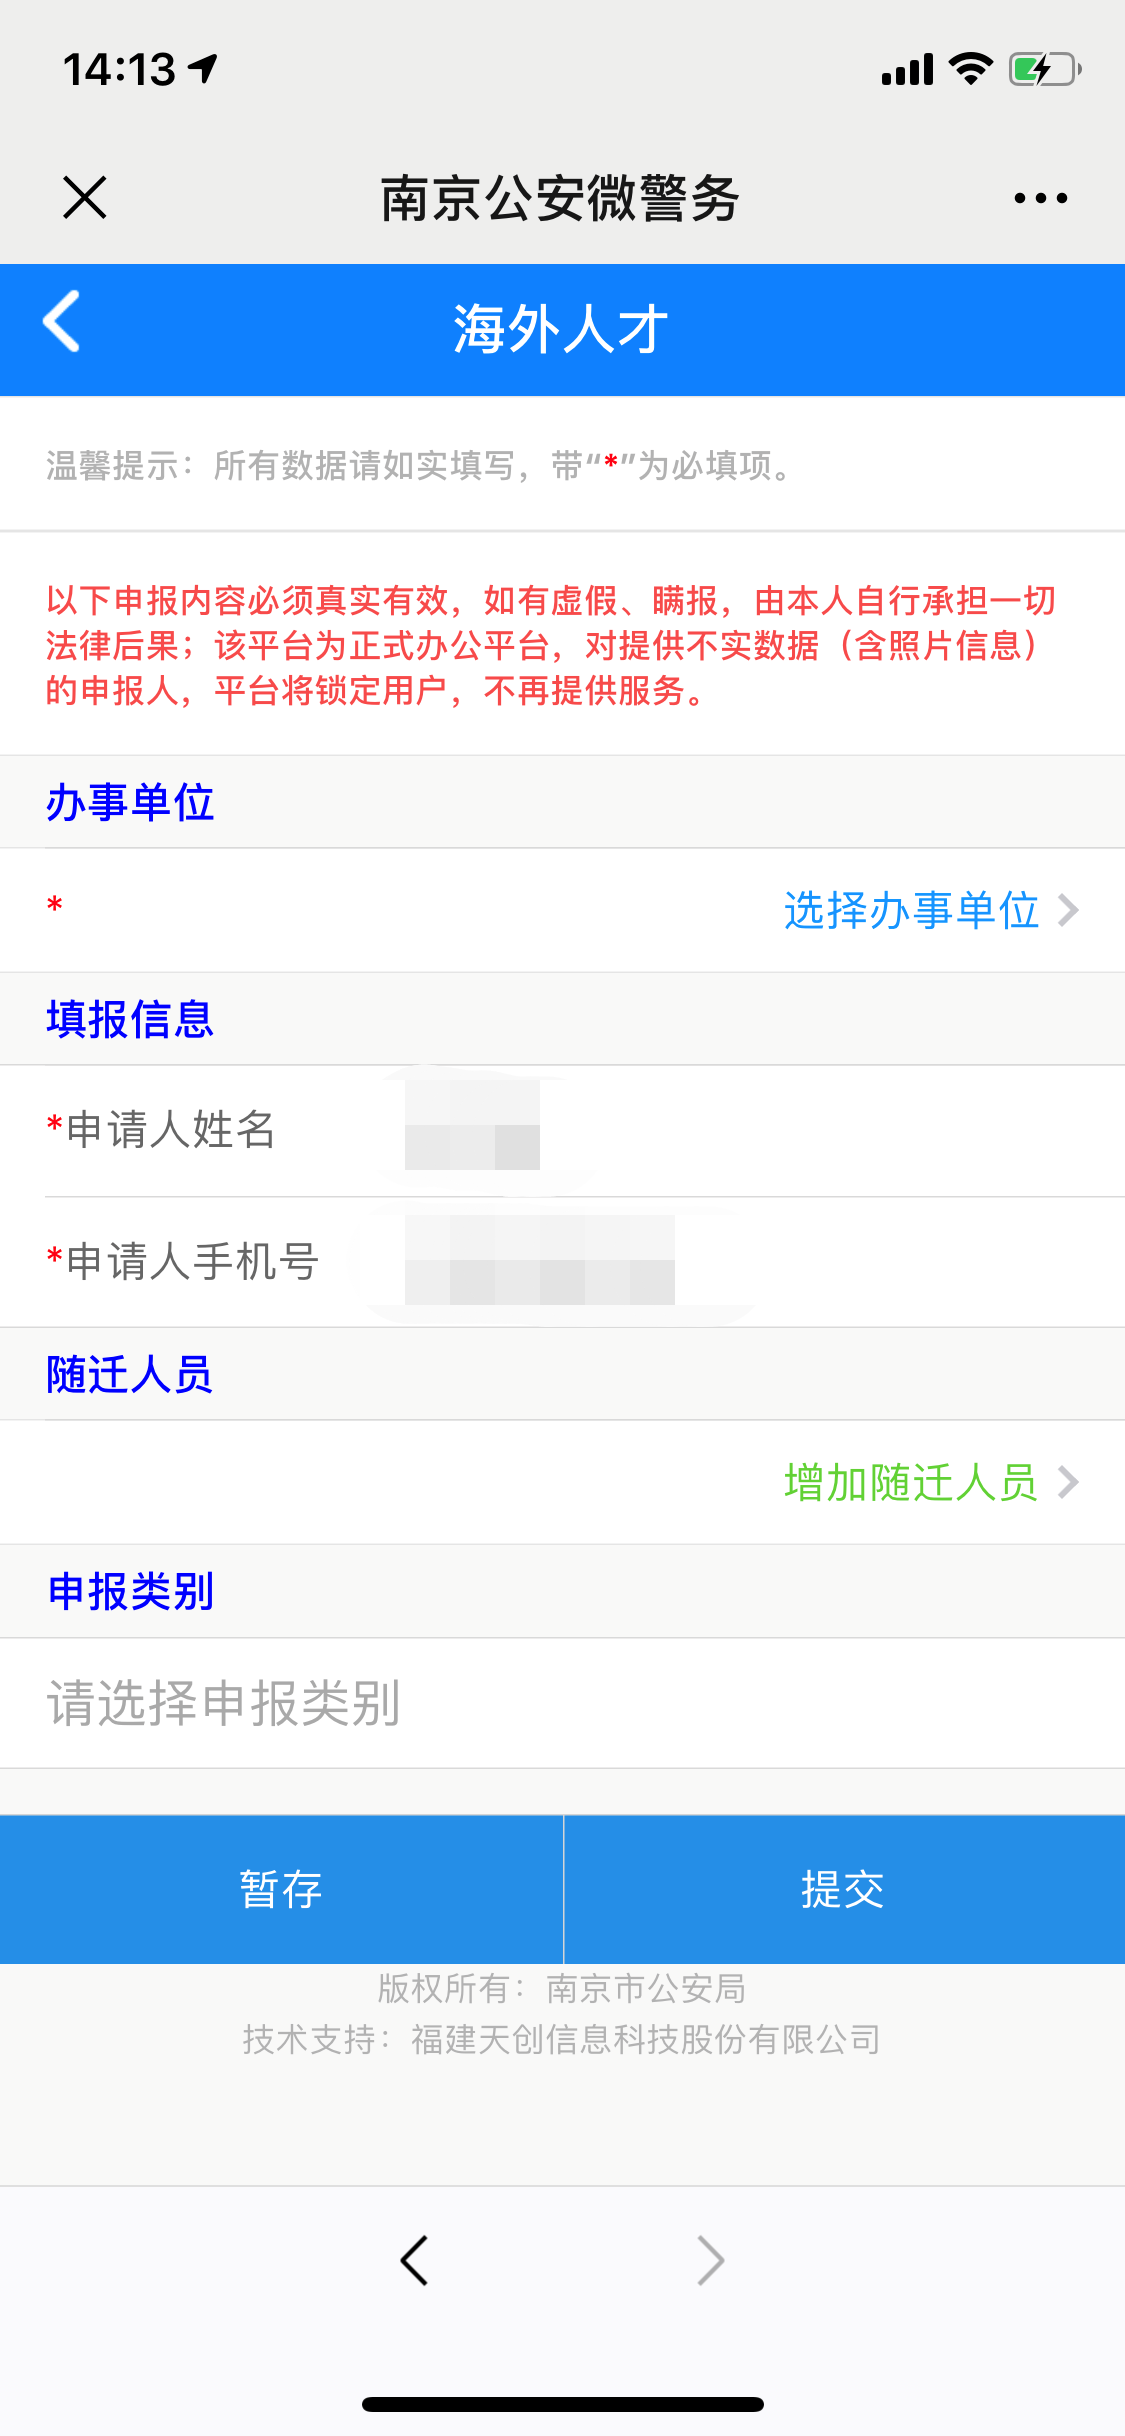 14:13
南京公安微警务
海外人才
温馨提示：所有数据请如实填写，带“*”为必填项。
以下申报内容必须真实有效，如有虚假、瞒报，由本人自行承担一切
法律后果；该平台为正式办公平台，对提供不实数据（含照片信息）
的申报人，平台将锁定用户，不再提供服务。
办事单位
* 选择办事单位
填报信息
*申请人姓名
*申请人手机号
随迁人员
增加随迁人员
申报类别
请选择申报类别
暂存 提交
版权所有：南京市公安局
技术支持：福建天创信息科技股份有限公司